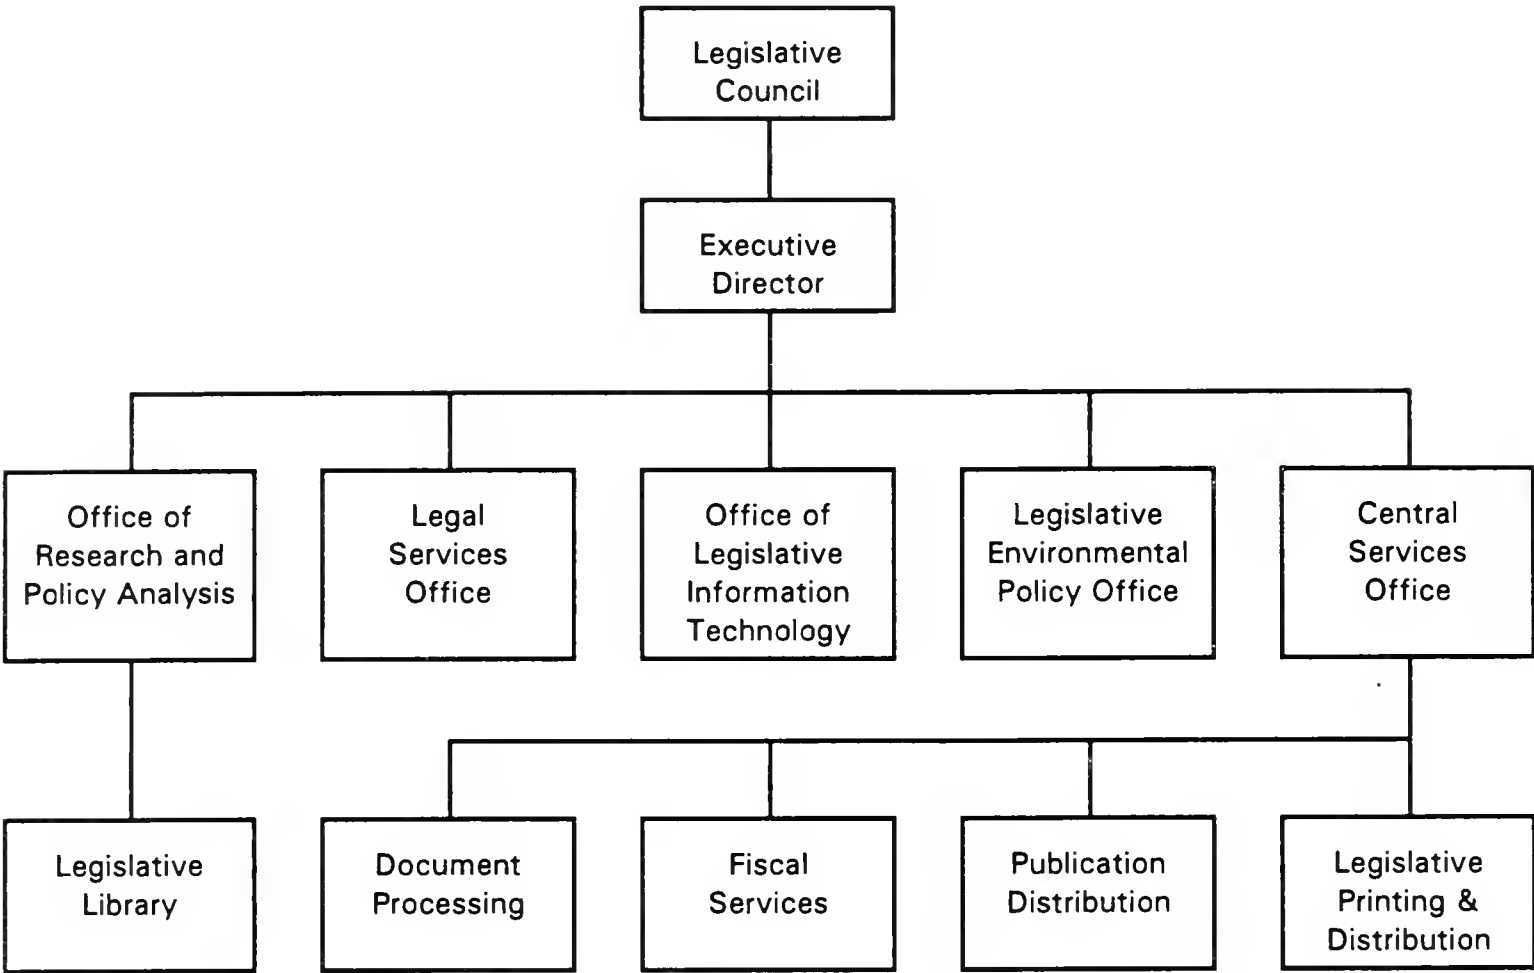 Legislative
Council
Executive
Director
Office of
Research and
Policy Analysis
Legal
Services
Office
Office of
Legislative
Information
Technology
Legislative
Environmental
Policy Office
Central
Services
Office
Legislative
Library
Document
Processing
Fiscal
Services
Publication
Distribution
Legislative
Printing &
Distribution